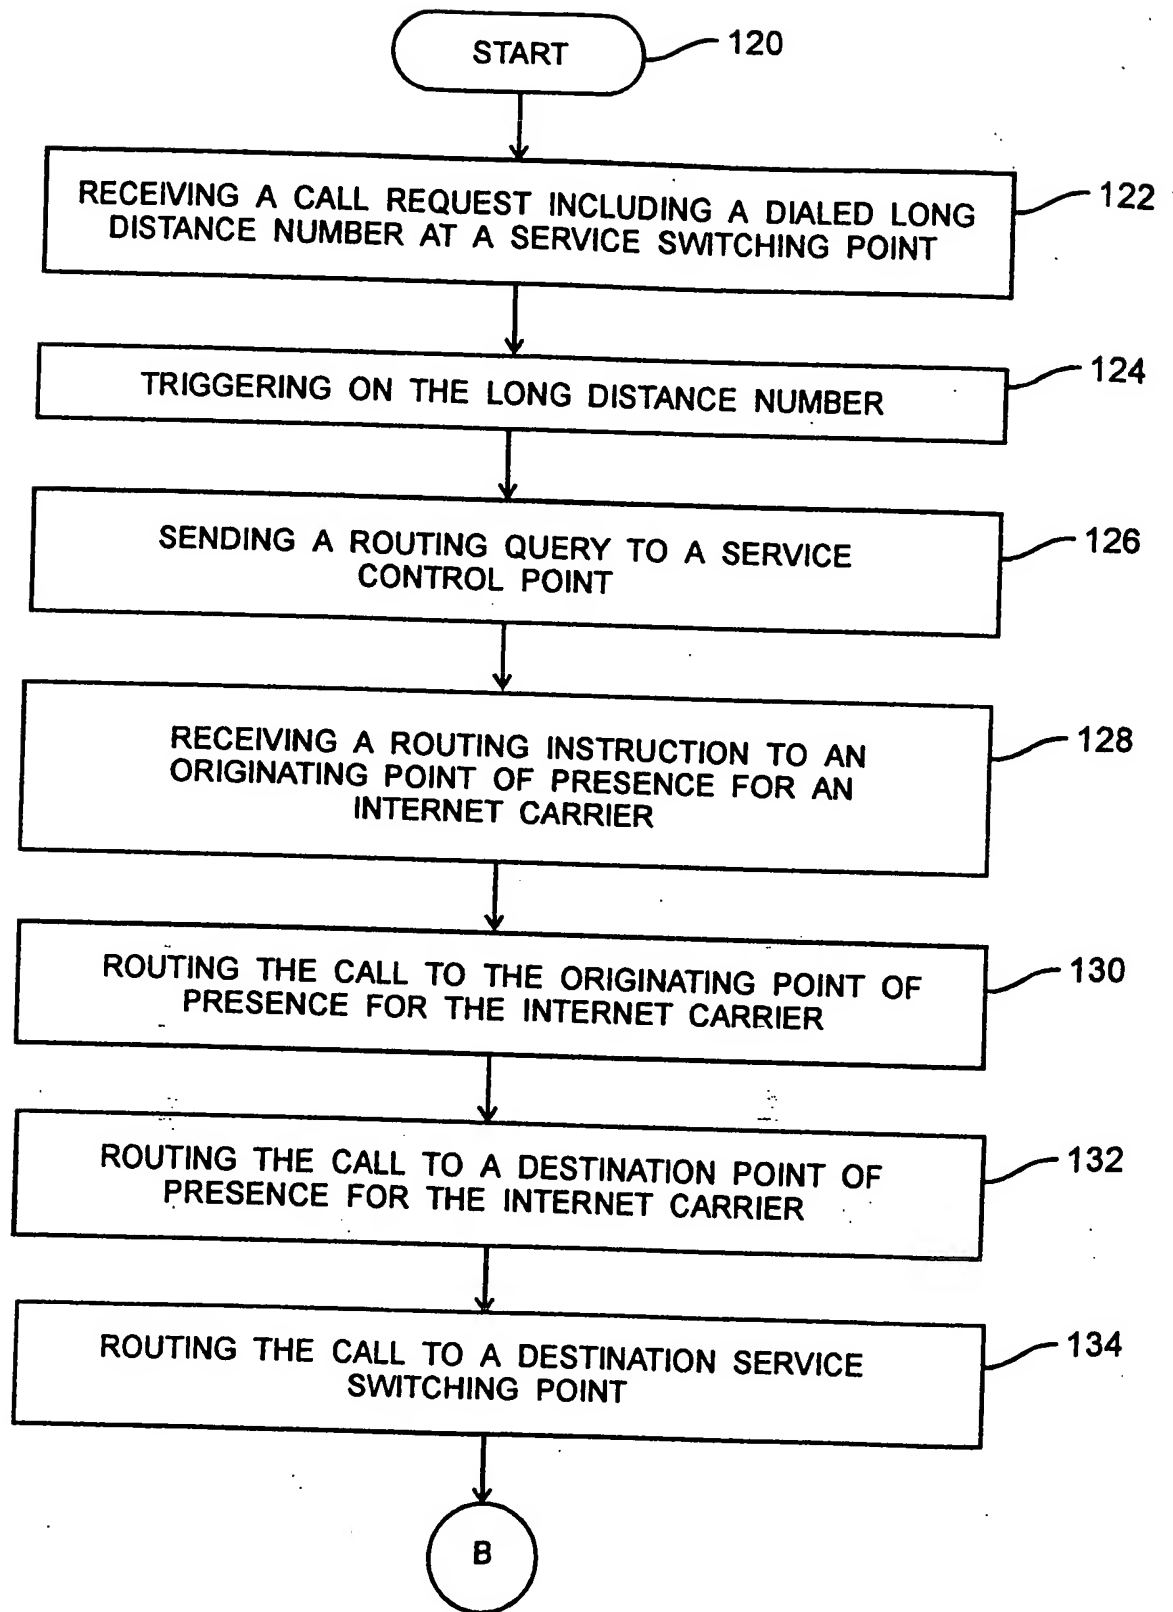 START
120
RECEIVING A CALL REQUEST INCLUDING A DIALED LONG
DISTANCE NUMBER AT A SERVICE SWITCHING POINT
122
TRIGGERING ON THE LONG DISTANCE NUMBER
124
SENDING A ROUTING QUERY TO A SERVICE
CONTROL POINT
126
RECEIVING A ROUTING INSTRUCTION TO AN
ORIGINATING POINT OF PRESENCE FOR AN
INTERNET CARRIER
128
ROUTING THE CALL TO THE ORIGINATING POINT OF
PRESENCE FOR THE INTERNET CARRIER
130
ROUTING THE CALL TO A DESTINATION POINT OF
PRESENCE FOR THE INTERNET CARRIER
132
ROUTING THE CALL TO A DESTINATION SERVICE
SWITCHING POINT
134
B